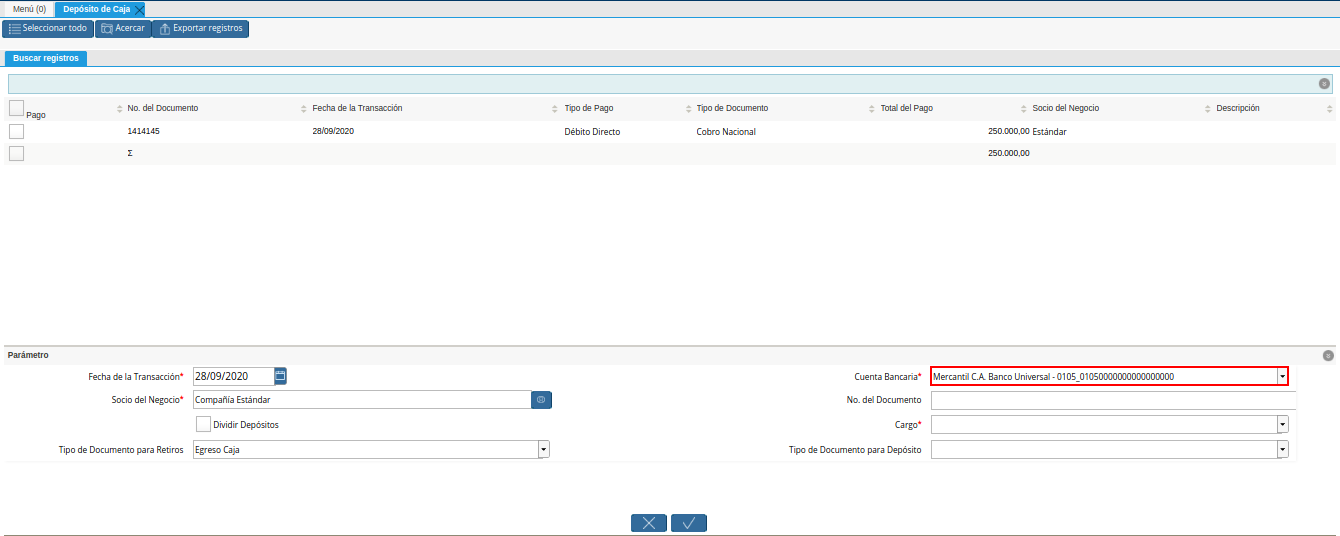 Menú (0) Depósito de Caja
Seleccionar todo Acercar Exportar registros
Buscar registros
Pago No. del Documento Fecha de la Transacción Tipo de Pago Tipo de Documento Total del Pago Socio del Negocio Descripción
1414145 28/09/2020 Débito Directo Cobro Nacional 250.000,00 Estándar
Σ 250.000,00
Parámetro
Fecha de la Transacción* 28/09/2020 Cuenta Bancaria* Mercantil C.A. Banco Universal - 0105_01050000000000000000
Socio del Negocio* Compañía Estándar No. del Documento
Dividir Depósitos Cargo*
Tipo de Documento para Retiros Egreso Caja Tipo de Documento para Depósito